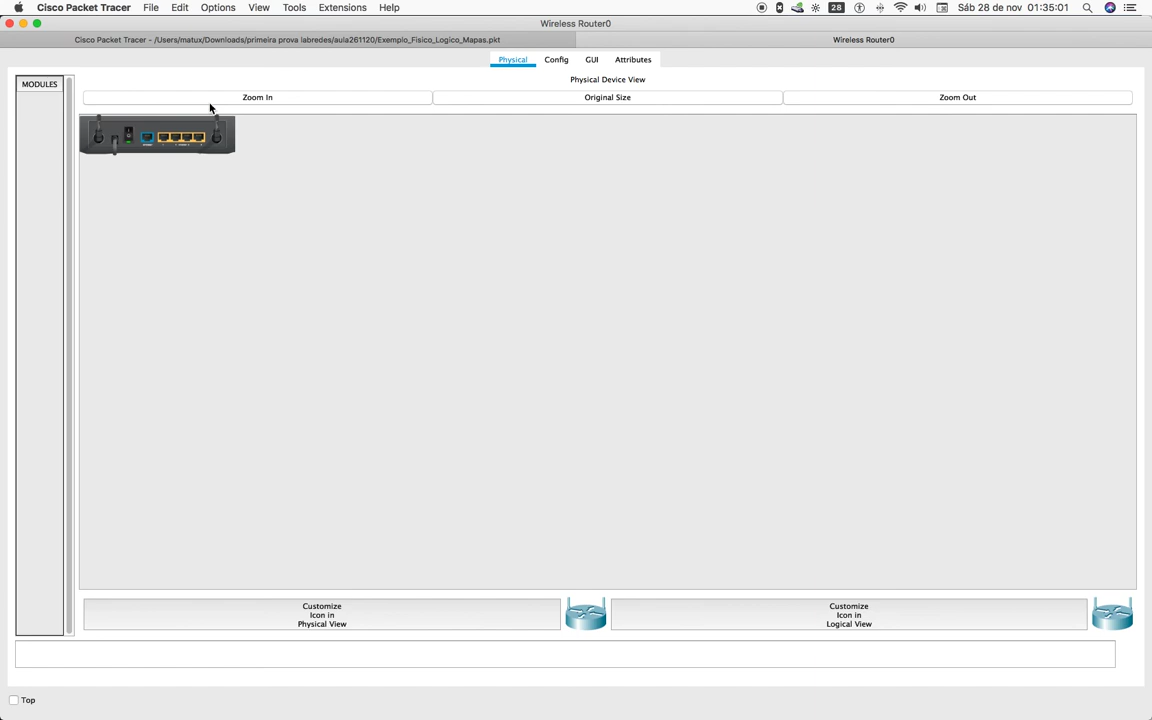 Cisco Packet Tracer File Edit Options View Tools Extensions Help 28 Sáb 28 de nov 01:35:01
Wireless Router0
Cisco Packet Tracer - /Users/matux/Downloads/primeira prova labredes/aula261120/Exemplo_Fisico_Logico_Mapas.pkt Wireless Router0
Physical Config GUI Attributes
MODULES
Physical Device View
Zoom In Original Size Zoom Out
Customize
Icon in
Physical View
Customize
Icon in
Logical View
Top